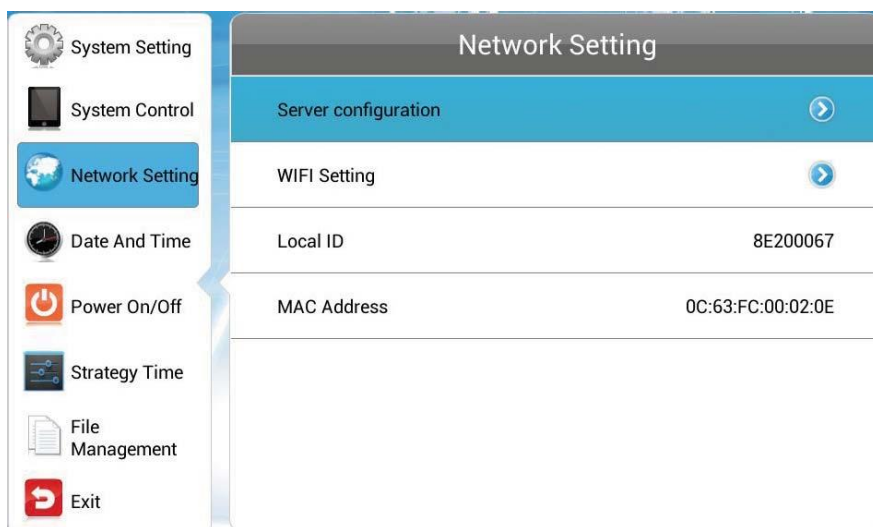 System Setting
System Control
Network Setting
Date And Time
Power On/Off
Strategy Time
File
Management
Exit
Network Setting
Server configuration
WIFI Setting
Local ID 8E200067
MAC Address 0C:63:FC:00:02:0E